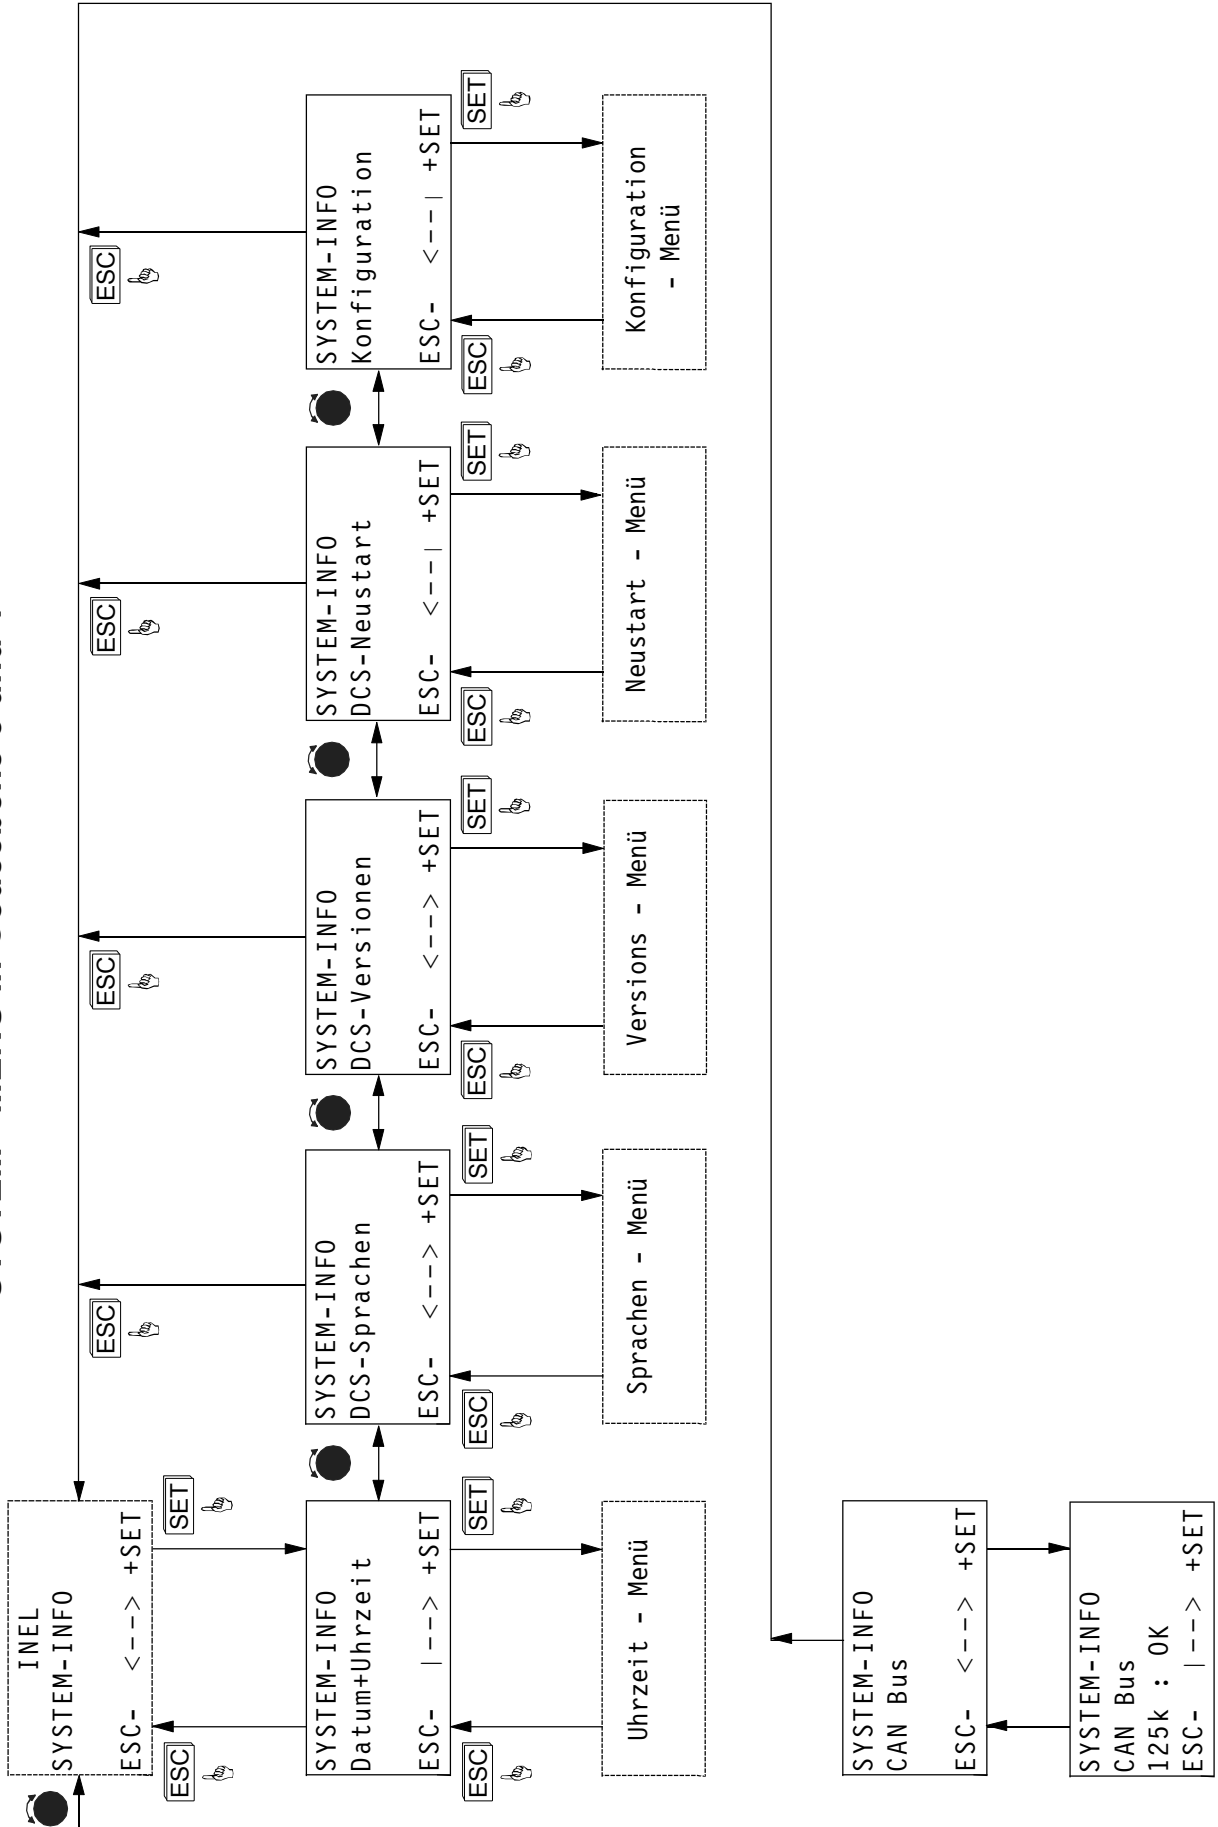 INEL
SYSTEM-INFO
ESC- <--> +SET
ESC
ESC
ESC
ESC
ESC
SET
SYSTEM-INFO
Datum+Uhrzeit
ESC- |--> +SET
SYSTEM-INFO
DCS-Sprachen
ESC- <--> +SET
SYSTEM-INFO
DCS-Versionen
ESC- <--> +SET
SYSTEM-INFO
DCS-Neustart
ESC- <--| +SET
SYSTEM-INFO
Konfiguration
ESC- <--| +SET
ESC
SET
ESC
SET
ESC
SET
ESC
SET
ESC
SET
Uhrzeit - Menü
Sprachen - Menü
Versions - Menü
Neustart - Menü
Konfiguration
- Menü
SYSTEM-INFO
CAN Bus
ESC- <--> +SET
SYSTEM-INFO
CAN Bus
125k : OK
ESC- |--> +SET